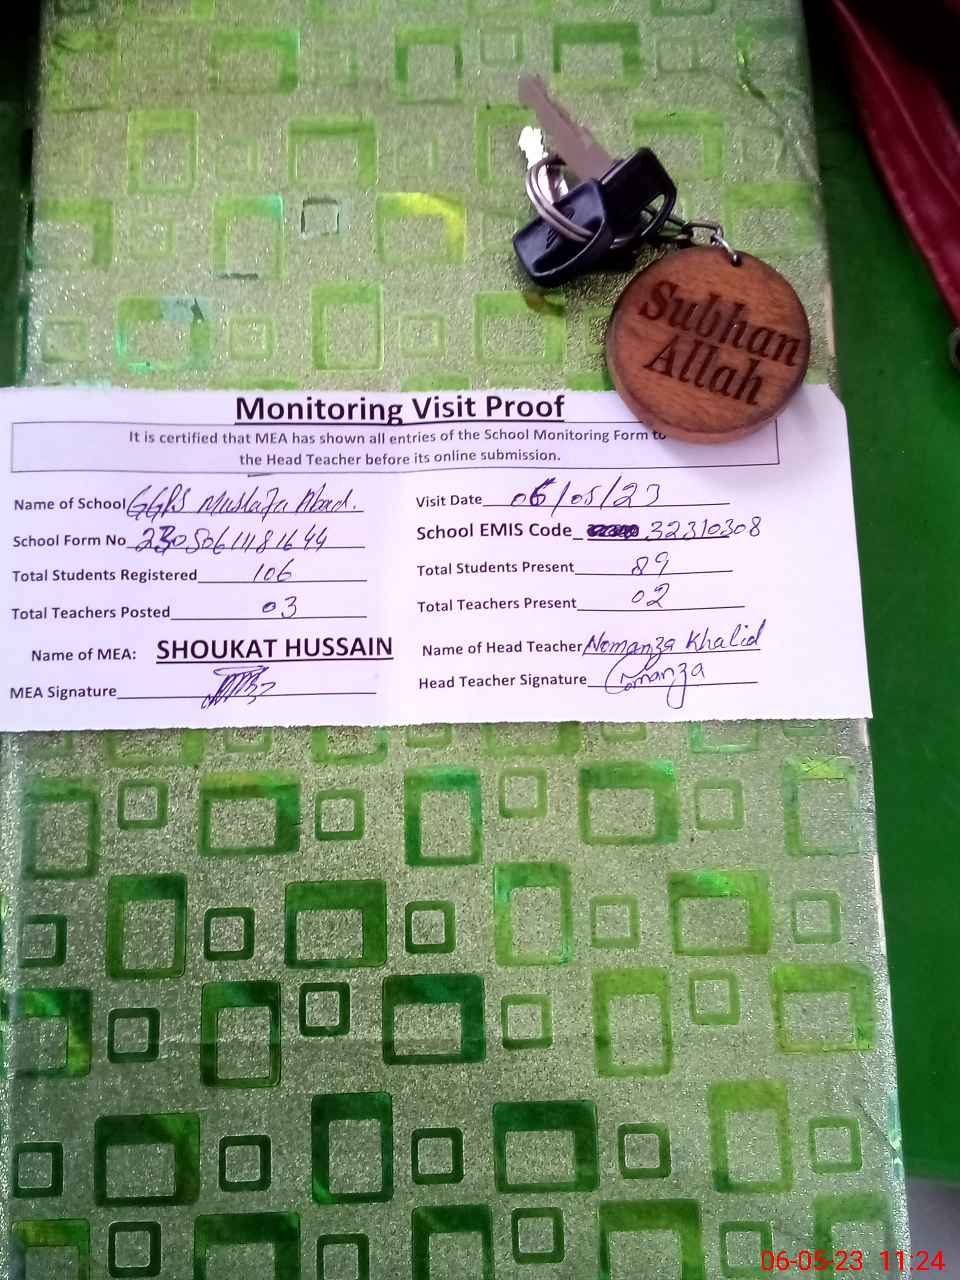 Subhan
Allah
Monitoring Visit Proof
It is certified that MEA has shown all entries of the School Monitoring Form to
the Head Teacher before its online submission.
Name of School GGPS Mustafa Abad.
Visit Date 06/05/23
School Form No 230506111181644
School EMIS Code 32310308
Total Students Registered 106
Total Students Present 89
Total Teachers Posted 03
Total Teachers Present 02
Name of MEA: SHOUKAT HUSSAIN
Name of Head Teacher Nomanza Khalid
MEA Signature
Head Teacher Signature
06-05-23 11:24